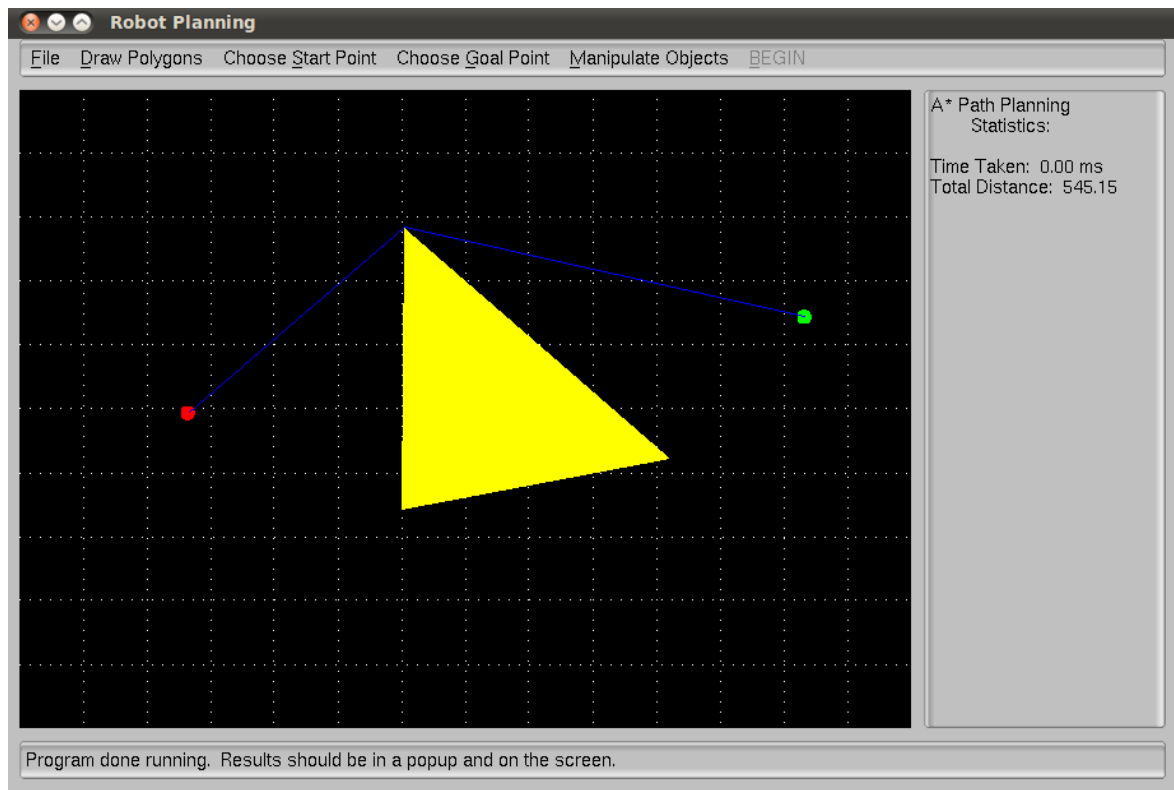 Robot Planning
File Draw Polygons Choose Start Point Choose Goal Point Manipulate Objects BEGIN
A* Path Planning
Statistics:
Time Taken: 0.00 ms
Total Distance: 545.15
Program done running. Results should be in a popup and on the screen.